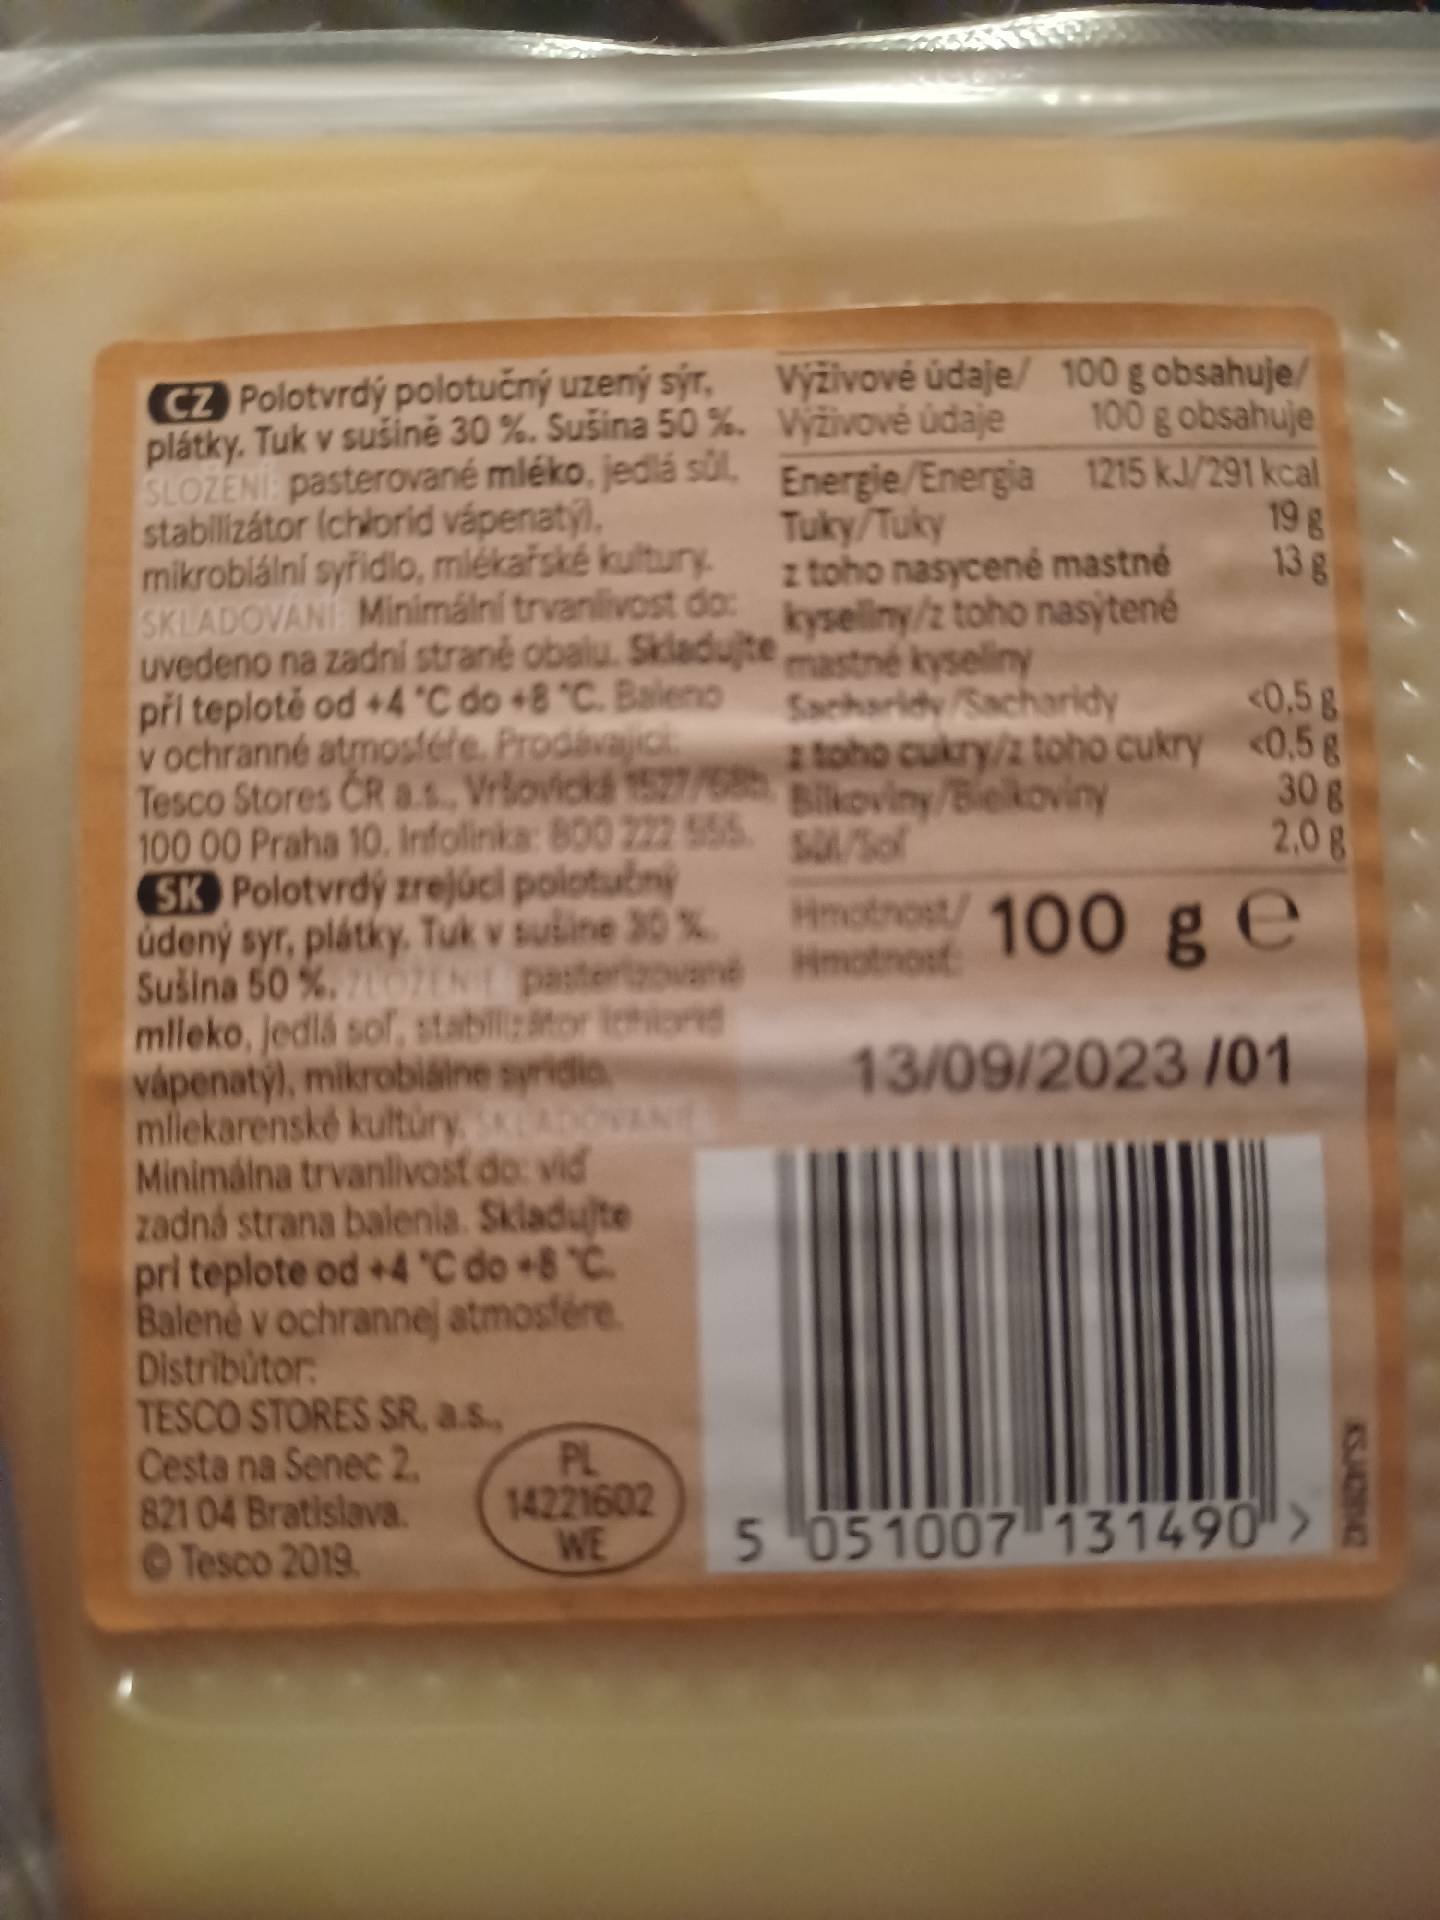 CZ Polotvrdý polotučný uzený sýr,
plátky. Tuk v sušině 30 %. Sušina 50 %.
SLOŽENÍ: pasterované mléko, jedlá sůl,
stabilizátor (chlorid vápenatý),
mikrobiální syřidlo, mlékařské kultury.
SKLADOVÁNÍ: Minimální trvanlivost do:
uvedeno na zadní straně obalu. Skladujte
při teplotě od +4 °C do +8 °C. Baleno
v ochranné atmosféře. Prodávající:
Tesco Stores ČR a.s., Vršovická 1527/68b,
100 00 Praha 10. Infolinka: 800 222 555.
SK Polotvrdý zrejúci polotučný
údený syr, plátky. Tuk v sušine 30 %.
Sušina 50 %. ZLOŽENIE: pasterizované
mlieko, jedlá soľ, stabilizátor (chlorid
vápenatý), mikrobiálne syridlo,
mliekarenské kultúry. SKLADOVANIE:
Minimálna trvanlivosť do: viď
zadná strana balenia. Skladujte
pri teplote od +4 °C do +8 °C.
Balené v ochrannej atmosfére.
Distribútor:
TESCO STORES SR, a.s.,
Cesta na Senec 2,
821 04 Bratislava.
© Tesco 2019.
PL
14221602
WE
Výživové údaje/ 100 g obsahuje/
Výživové údaje 100 g obsahuje
Energie/Energia 1215 kJ/291 kcal
Tuky/Tuky 19 g
z toho nasycené mastné 13 g
kyseliny/z toho nasýtené
mastné kyseliny
Sacharidy/Sacharidy <0,5 g
z toho cukry/z toho cukry <0,5 g
Bílkoviny/Bielkoviny 30 g
Sůl/Soľ 2,0 g
Hmotnost/
Hmotnosť: 100 g e
13/09/2023 /01
5 051007 131490 >